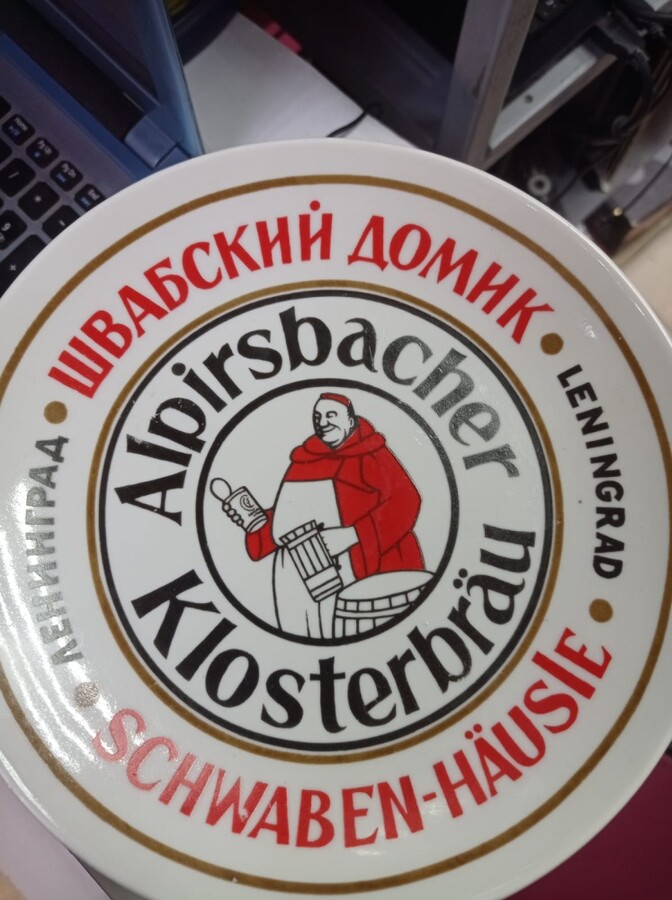 ШВАБСКИЙ ДОМИК
LENINGRAD
SCHWABEN-HÄUSlE
ЛЕНИНГРАД
Alpirsbacher
Klosterbräu